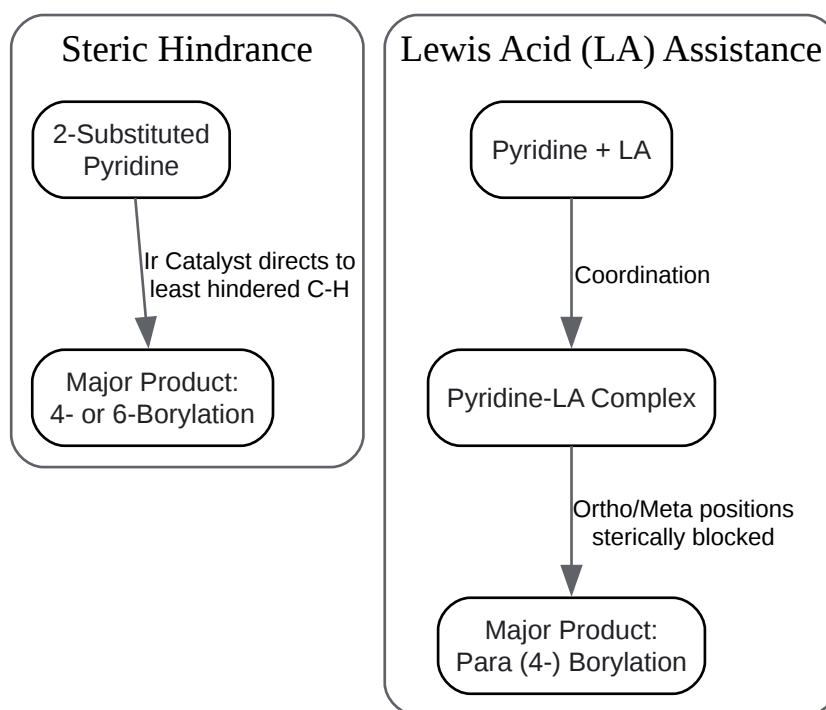 Steric Hindrance
2-Substituted
Pyridine
Ir Catalyst directs to
least hindered C-H
Major Product:
4- or 6-Borylation
Lewis Acid (LA) Assistance
Pyridine + LA
Coordination
Pyridine-LA Complex
Ortho/Meta positions
sterically blocked
Major Product:
Para (4-) Borylation